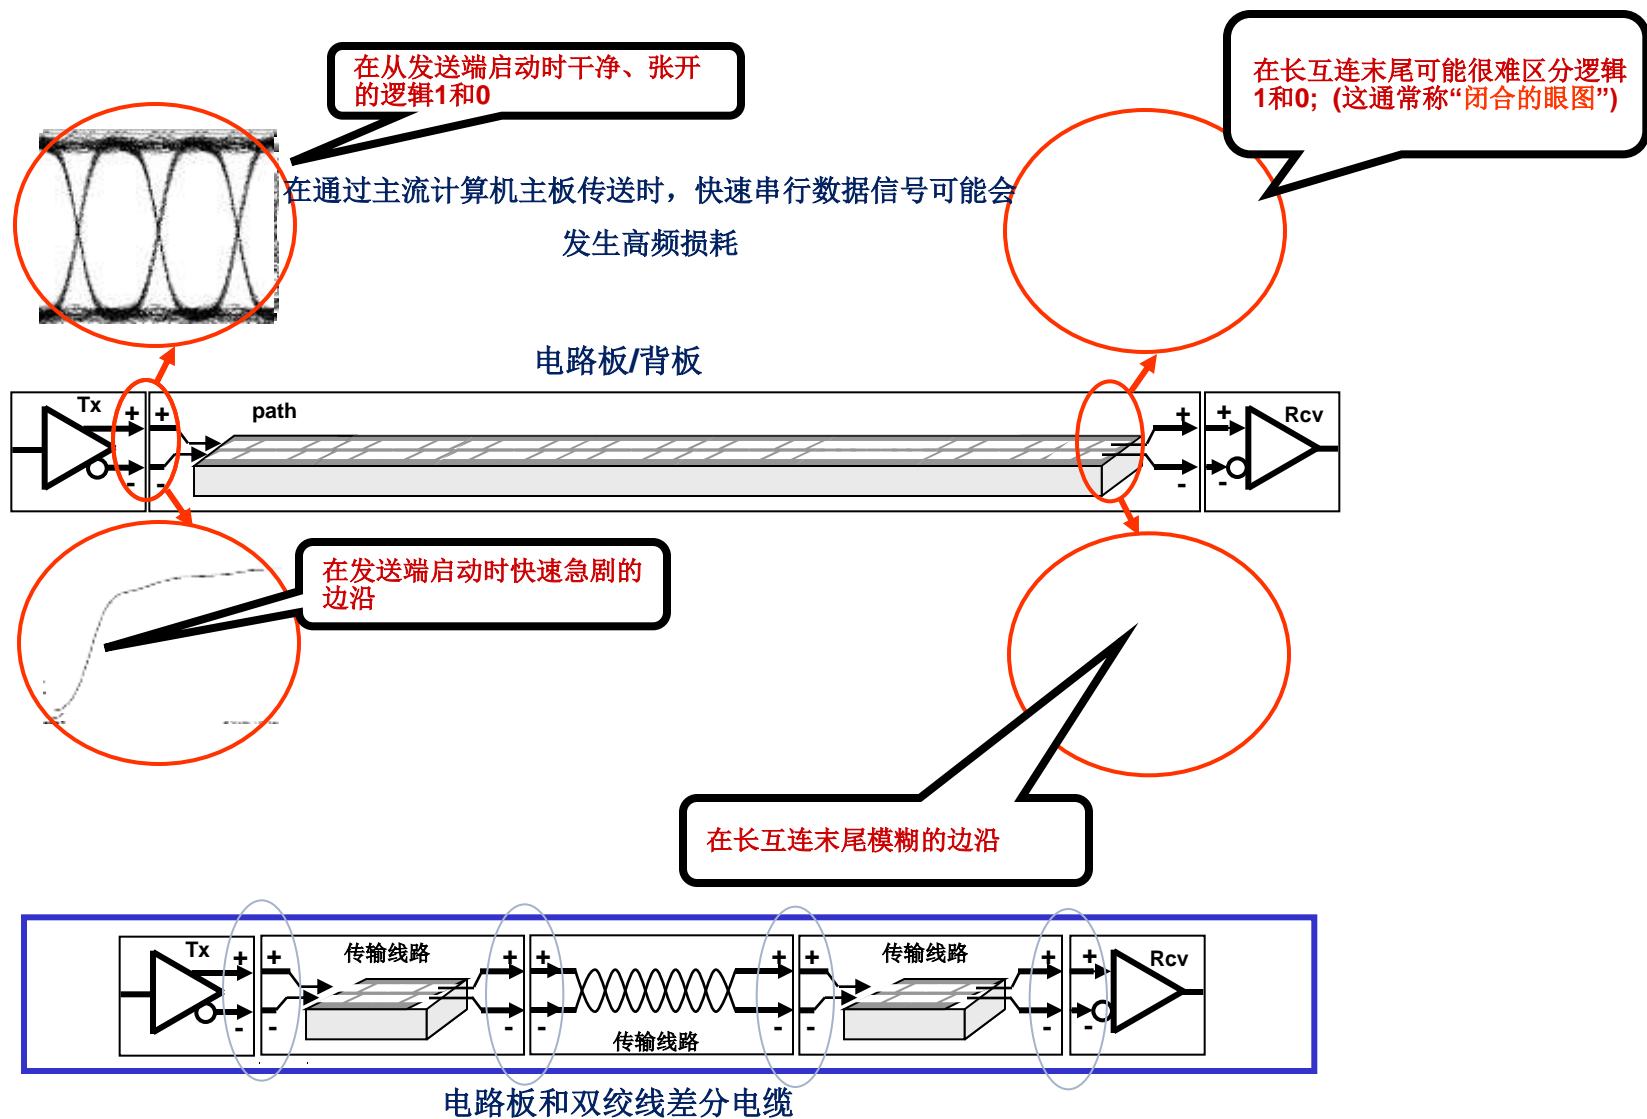 在从发送端启动时干净、张开
的逻辑1和0
在长互连末尾可能很难区分逻辑
1和0; (这通常称“闭合的眼图”)
在通过主流计算机主板传送时，快速串行数据信号可能会
发生高频损耗
电路板/背板
Tx
+
+
path
+
+
Rcv
-
-
-
-
在发送端启动时快速急剧的
边沿
在长互连末尾模糊的边沿
Tx
+
+
传输线路
+
+
+
+
传输线路
+
+
Rcv
-
-
-
-
-
-
-
-
传输线路
电路板和双绞线差分电缆